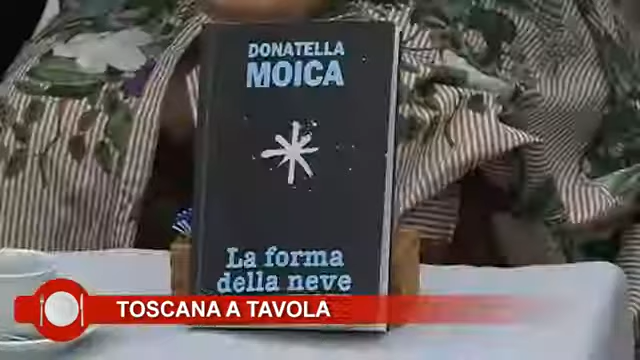 DONATELLA
MOICA
La forma
della neve
TOSCANA A TAVOLA